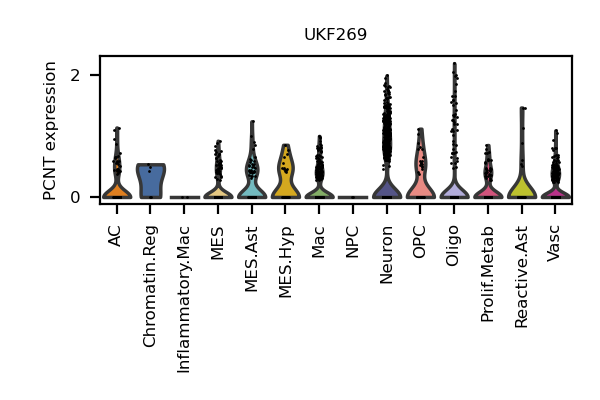 UKF269
PCNT expression
2
0
AC
Chromatin.Reg
Inflammatory.Mac
MES
MES.Ast
MES.Hyp
Mac
NPC
Neuron
OPC
Oligo
Prolif.Metab
Reactive.Ast
Vasc